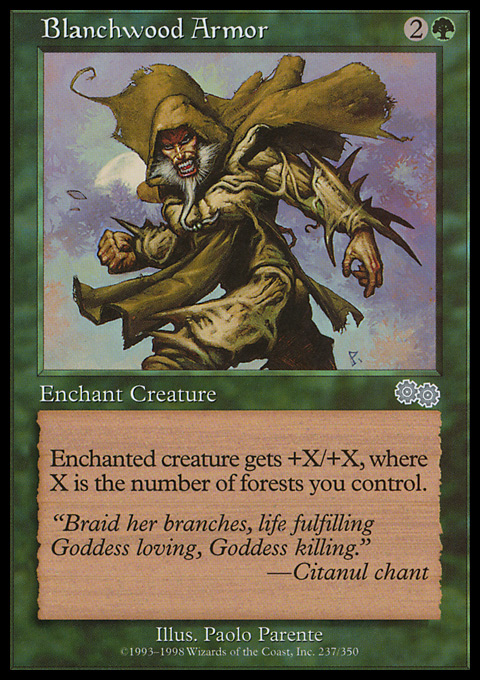 Blanchwood Armor 2
Enchant Creature
Enchanted creature gets +X/+X, where
X is the number of forests you control.
“Braid her branches, life fulfilling
Goddess loving, Goddess killing.”
—Citanul chant
Illus. Paolo Parente
©1993–1998 Wizards of the Coast, Inc. 237/350